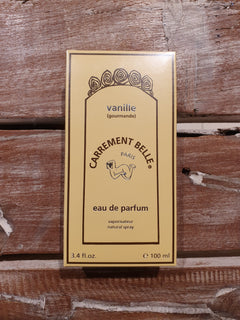 vanille
(gourmande)
CARREMENT BELLE®
PARIS
eau de parfum
vaporisateur
natural spray
3.4 fl.oz. ℮ 100 ml